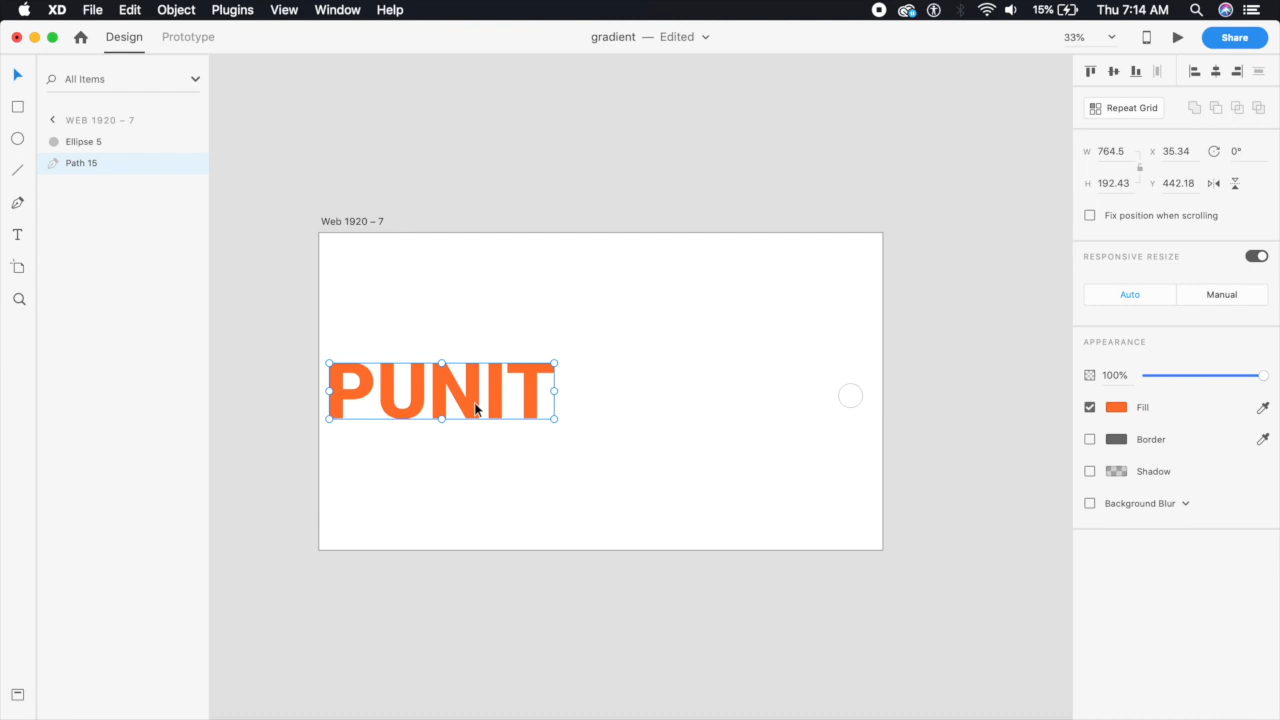 XD File Edit Object Plugins View Window Help 15% Thu 7:14 AM
Design Prototype gradient — Edited 33% Share
All Items
Repeat Grid
WEB 1920 – 7
Ellipse 5
Path 15
W 764.5 X 35.34 0°
H 192.43 Y 442.18
Fix position when scrolling
Web 1920 – 7
RESPONSIVE RESIZE
Auto Manual
APPEARANCE
100%
PUNIT
Fill
Border
Shadow
Background Blur
T